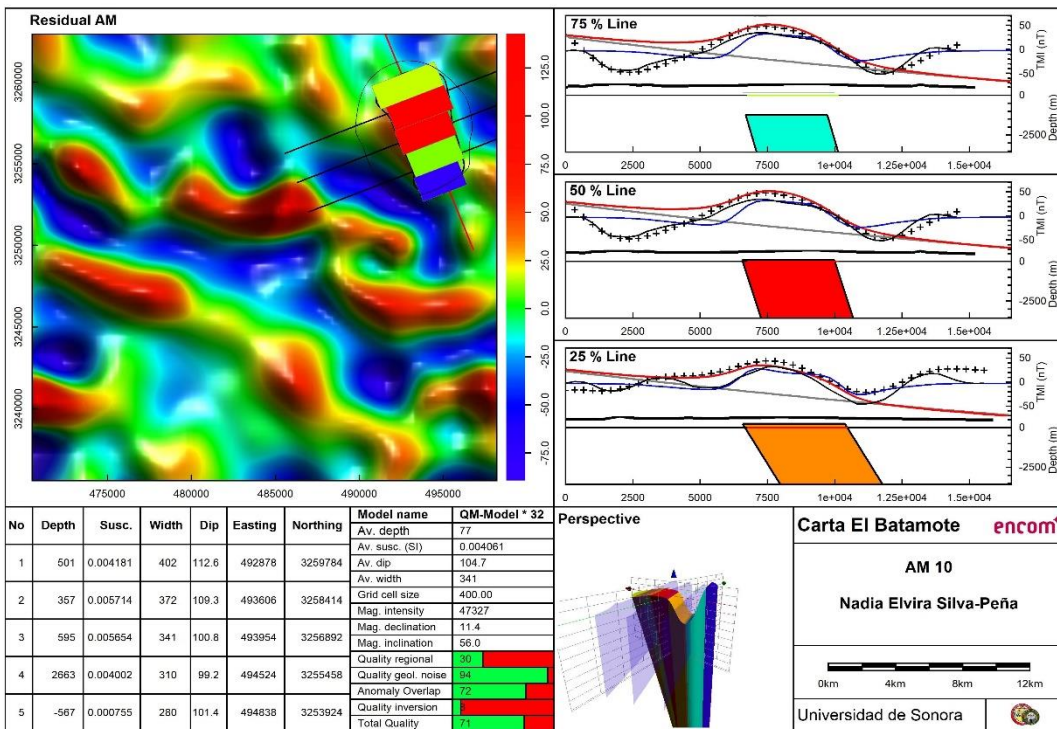 Residual AM
3260000
3255000
3250000
3245000
3240000
475000 480000 485000 490000 495000
125.0
100.0
75.0
50.0
25.0
0.0
-25.0
-50.0
-75.0
75 % Line
50
0
-50
TMI (nT)
0
-2500
Depth (m)
0 2500 5000 7500 1e+004 1.25e+004 1.5e+004
50 % Line
50
0
-50
TMI (nT)
0
-2500
Depth (m)
0 2500 5000 7500 1e+004 1.25e+004 1.5e+004
25 % Line
50
0
-50
TMI (nT)
0
-2500
Depth (m)
0 2500 5000 7500 1e+004 1.25e+004 1.5e+004
No Depth Susc. Width Dip Easting Northing
1 501 0.004181 402 112.6 492878 3259784
2 357 0.005714 372 109.3 493606 3258414
3 595 0.005654 341 100.8 493954 3256892
4 2663 0.004002 310 99.2 494524 3255458
5 -567 0.000755 280 101.4 494838 3253924
Model name QM-Model * 32
Av. depth 77
Av. susc. (SI) 0.004061
Av. dip 104.7
Av. width 341
Grid cell size 400.00
Mag. intensity 47327
Mag. declination 11.4
Mag. inclination 56.0
Quality regional 30
Quality geol. noise 94
Anomaly Overlap 72
Quality inversion
Total Quality 71
Perspective
Carta El Batamote encom
AM 10
Nadia Elvira Silva-Peña
0km 4km 8km 12km
Universidad de Sonora